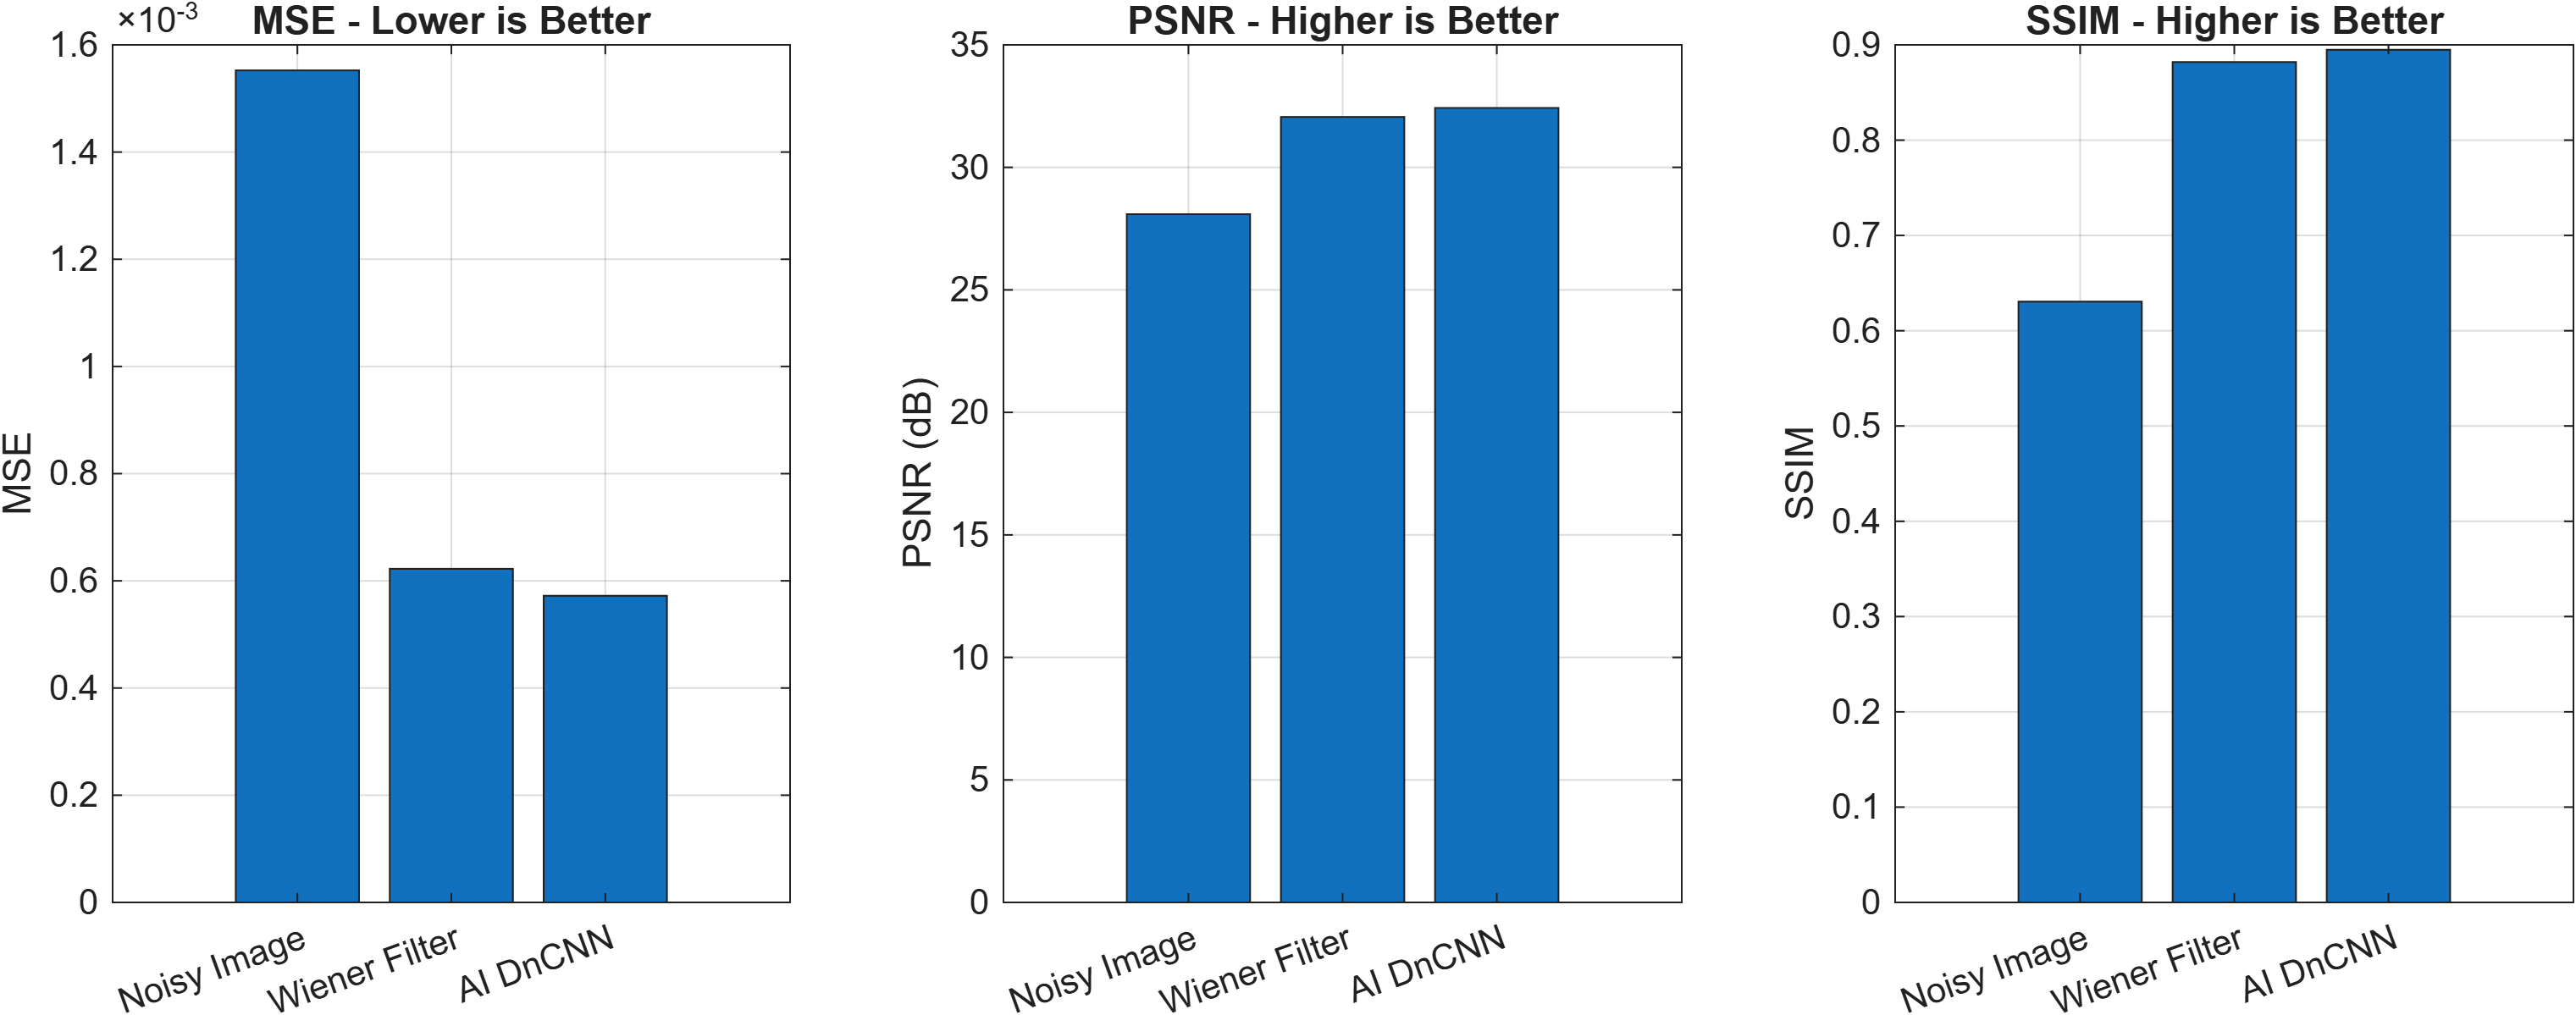 ×10⁻³
MSE - Lower is Better
1.6
1.4
1.2
1
0.8
0.6
0.4
0.2
0
MSE
Noisy Image
Wiener Filter
AI DnCNN
PSNR - Higher is Better
35
30
25
20
15
10
5
0
PSNR (dB)
Noisy Image
Wiener Filter
AI DnCNN
SSIM - Higher is Better
0.9
0.8
0.7
0.6
0.5
0.4
0.3
0.2
0.1
0
SSIM
Noisy Image
Wiener Filter
AI DnCNN